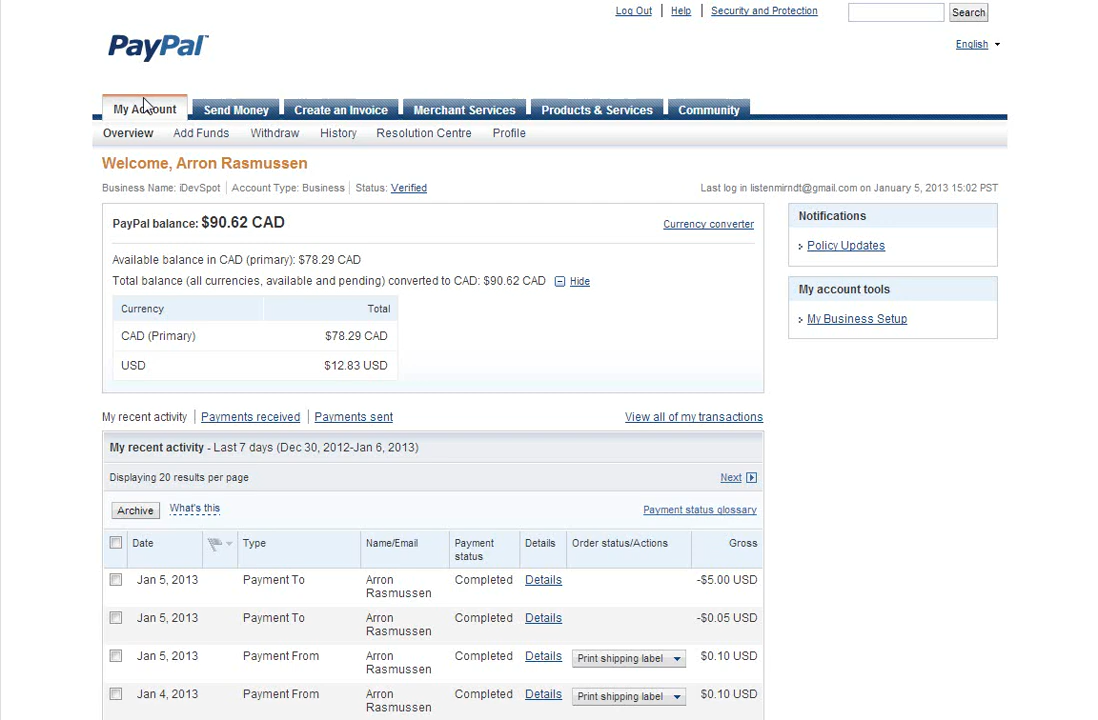 Log Out | Help | Security and Protection Search
PayPal™ English
My Account Send Money Create an Invoice Merchant Services Products & Services Community
Overview Add Funds Withdraw History Resolution Centre Profile
Welcome, Arron Rasmussen
Business Name: iDevSpot | Account Type: Business | Status: Verified Last log in listenmirndt@gmail.com on January 5, 2013 15:02 PST
PayPal balance: $90.62 CAD Currency converter
Available balance in CAD (primary): $78.29 CAD
Total balance (all currencies, available and pending) converted to CAD: $90.62 CAD Hide
Currency Total
CAD (Primary) $78.29 CAD
USD $12.83 USD
Notifications
Policy Updates
My account tools
My Business Setup
My recent activity | Payments received | Payments sent View all of my transactions
My recent activity - Last 7 days (Dec 30, 2012-Jan 6, 2013)
Displaying 20 results per page Next
Archive What's this Payment status glossary
Date Type Name/Email Payment status Details Order status/Actions Gross
Jan 5, 2013 Payment To Arron Rasmussen Completed Details -$5.00 USD
Jan 5, 2013 Payment To Arron Rasmussen Completed Details -$0.05 USD
Jan 5, 2013 Payment From Arron Rasmussen Completed Details Print shipping label $0.10 USD
Jan 4, 2013 Payment From Arron Rasmussen Completed Details Print shipping label $0.10 USD